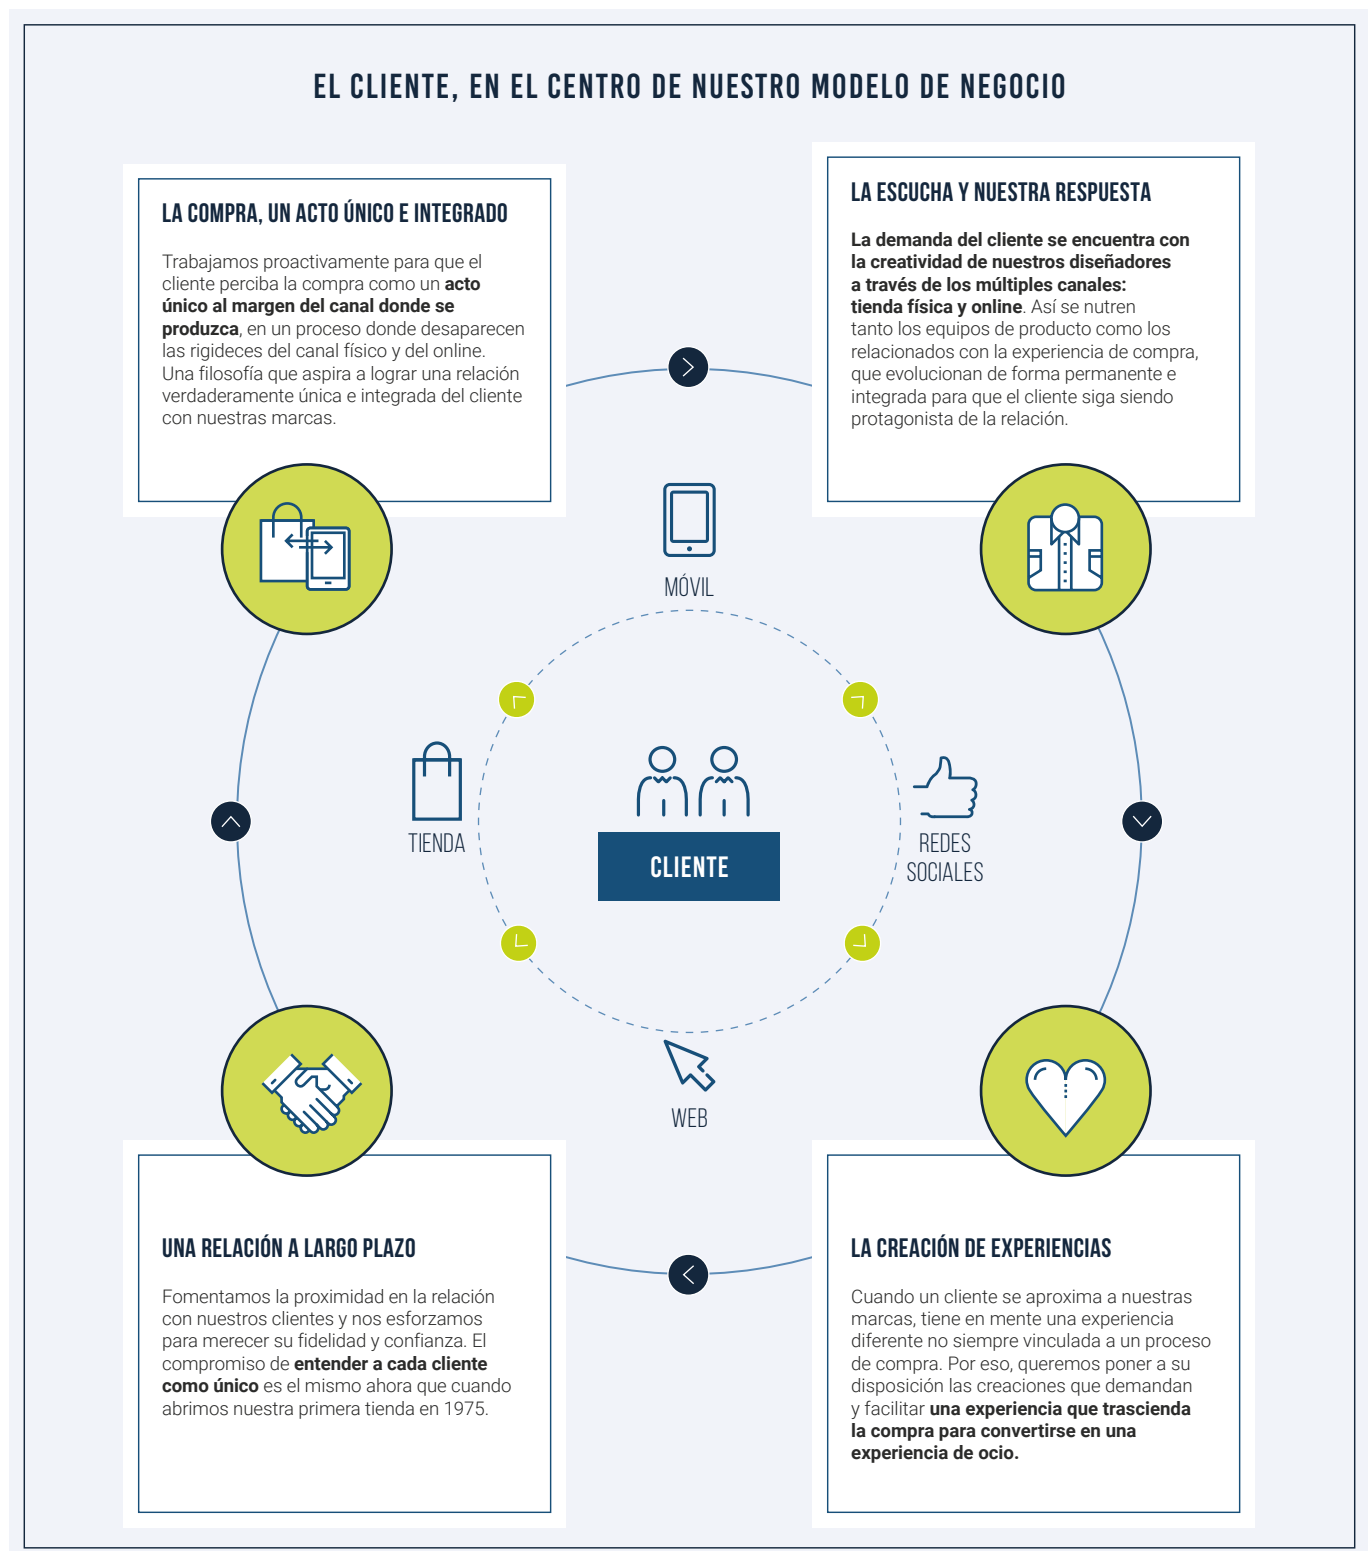 EL CLIENTE, EN EL CENTRO DE NUESTRO MODELO DE NEGOCIO
LA COMPRA, UN ACTO ÚNICO E INTEGRADO
Trabajamos proactivamente para que el
cliente perciba la compra como un acto
único al margen del canal donde se
produzca, en un proceso donde desaparecen
las rigideces del canal físico y del online.
Una filosofía que aspira a lograr una relación
verdaderamente única e integrada del cliente
con nuestras marcas.
LA ESCUCHA Y NUESTRA RESPUESTA
La demanda del cliente se encuentra con
la creatividad de nuestros diseñadores
a través de los múltiples canales:
tienda física y online. Así se nutren
tanto los equipos de producto como los
relacionados con la experiencia de compra,
que evolucionan de forma permanente e
integrada para que el cliente siga siendo
protagonista de la relación.
MÓVIL
TIENDA
CLIENTE
REDES
SOCIALES
WEB
UNA RELACIÓN A LARGO PLAZO
Fomentamos la proximidad en la relación
con nuestros clientes y nos esforzamos
para merecer su fidelidad y confianza. El
compromiso de entender a cada cliente
como único es el mismo ahora que cuando
abrimos nuestra primera tienda en 1975.
LA CREACIÓN DE EXPERIENCIAS
Cuando un cliente se aproxima a nuestras
marcas, tiene en mente una experiencia
diferente no siempre vinculada a un proceso
de compra. Por eso, queremos poner a su
disposición las creaciones que demandan
y facilitar una experiencia que trascienda
la compra para convertirse en una
experiencia de ocio.